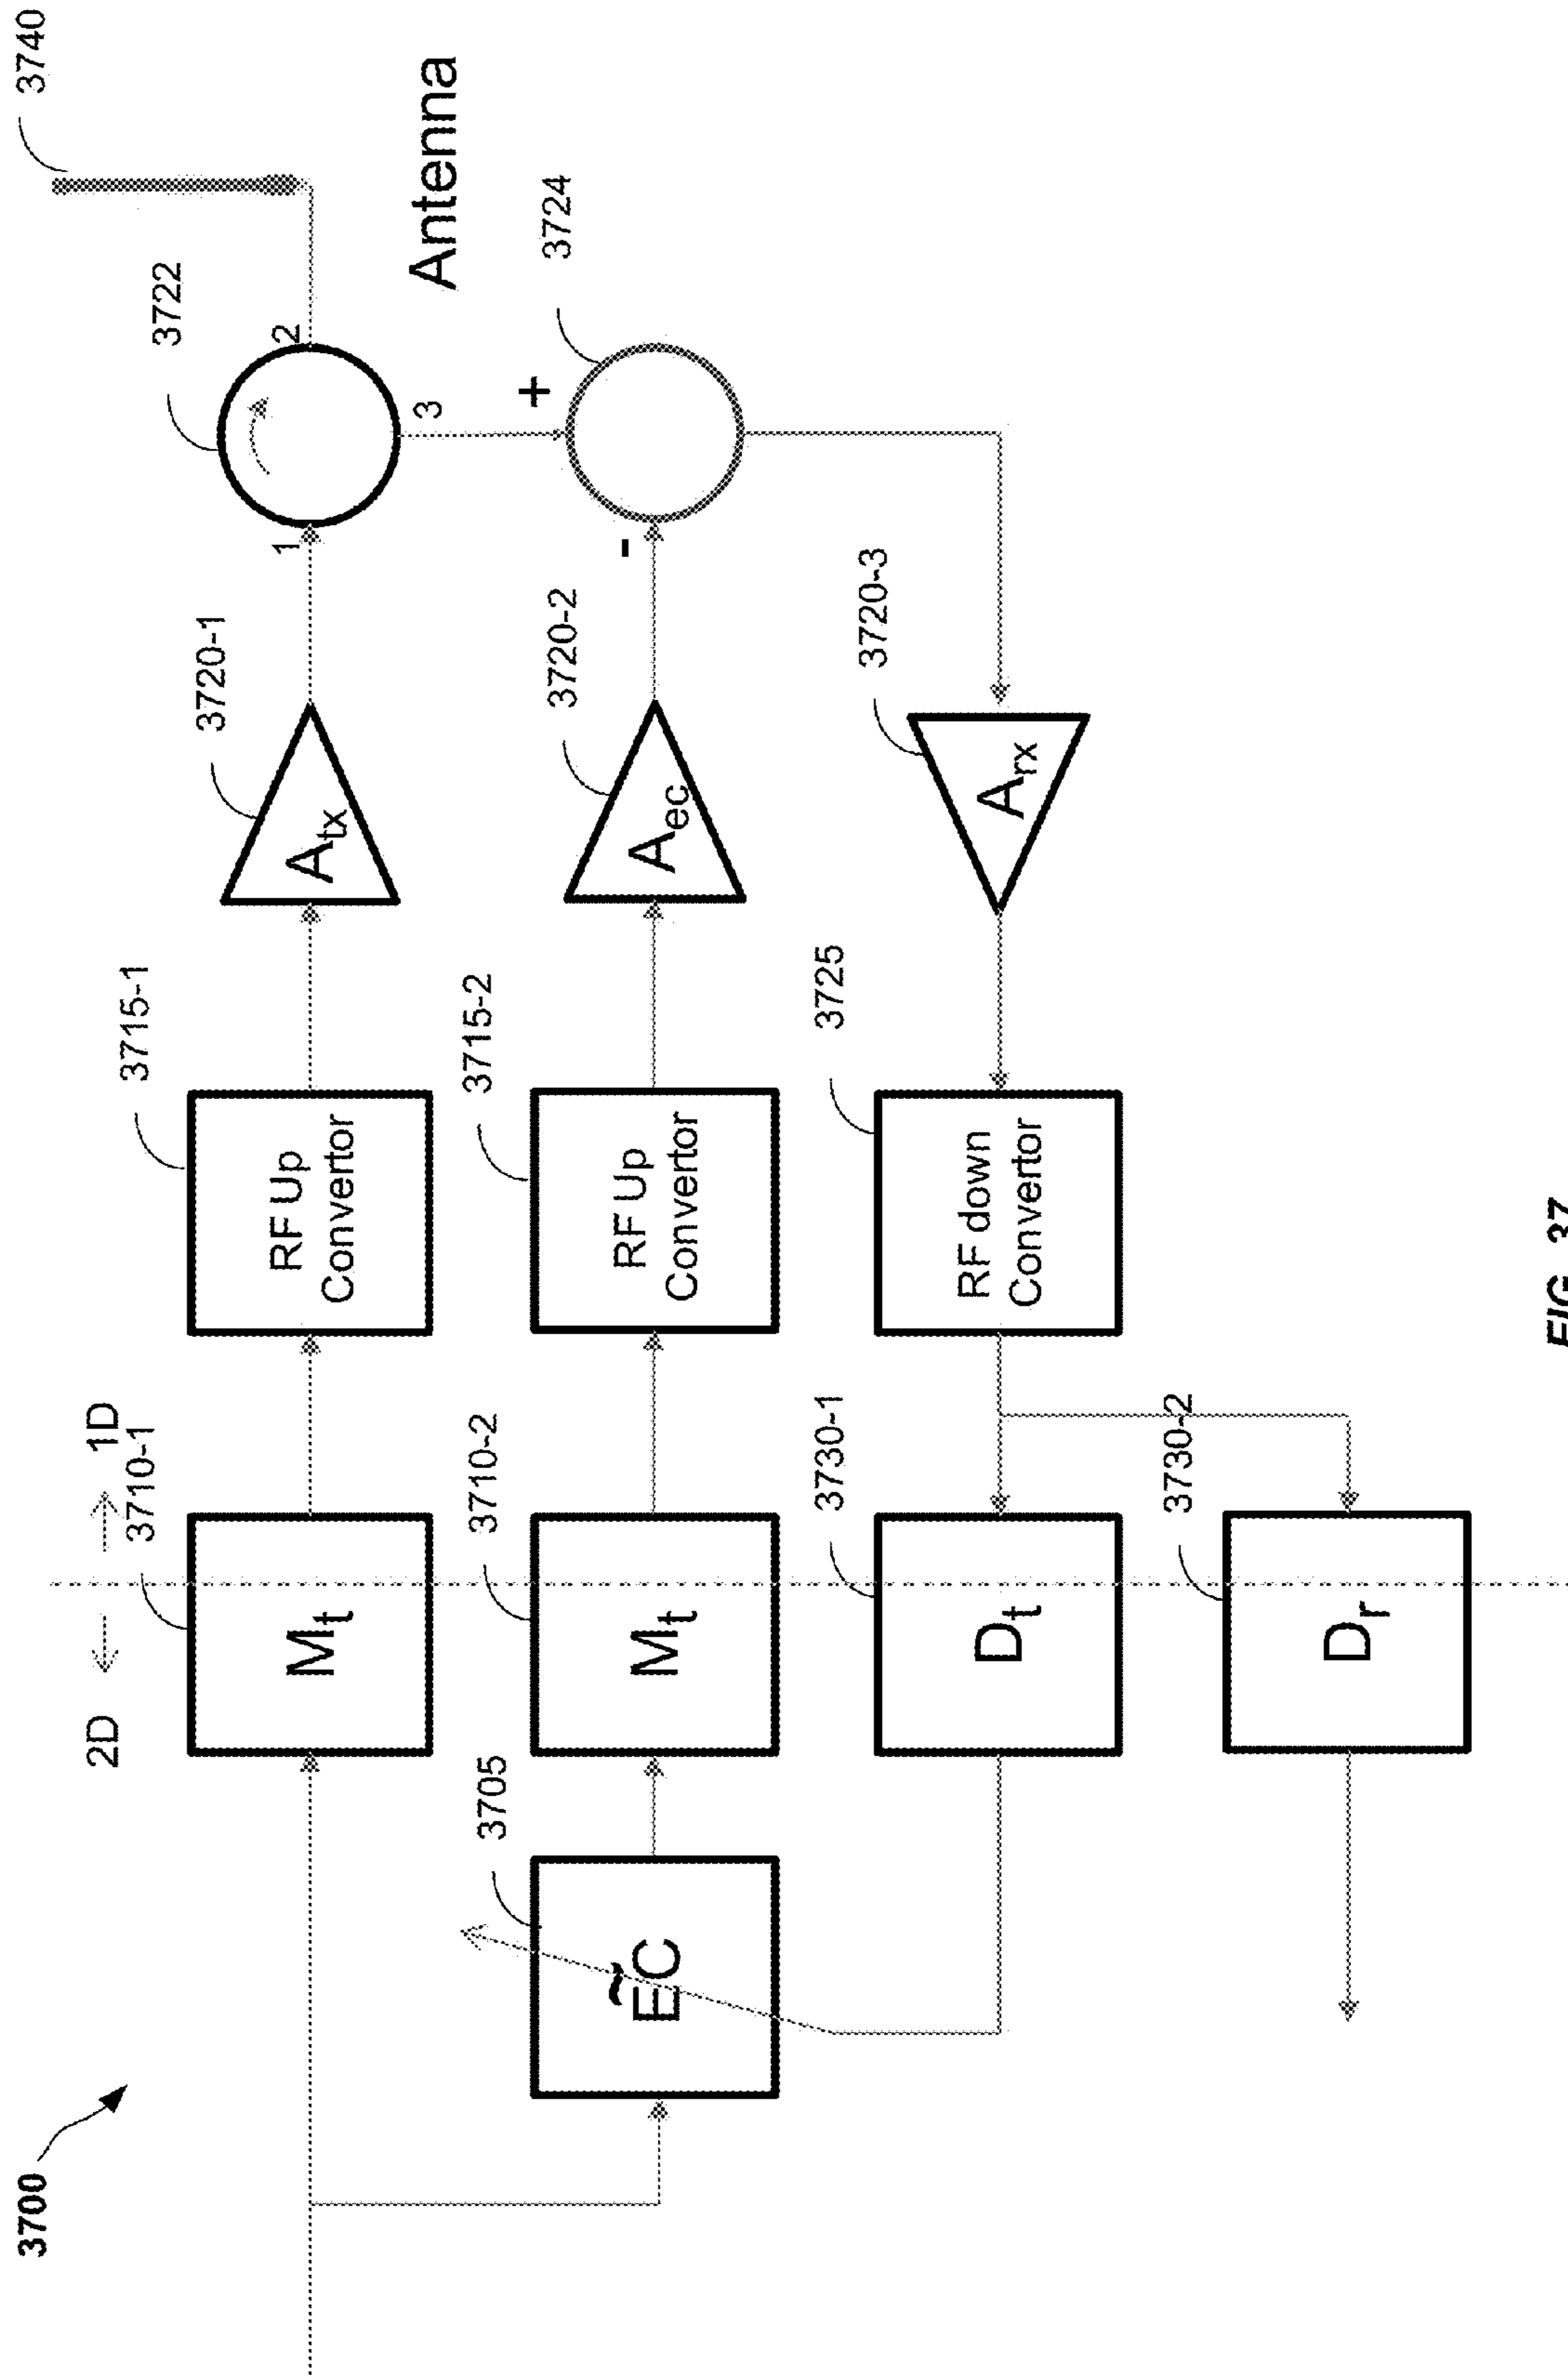 3700
2D
1D
3710-1
Mt
3715-1
RF Up
Convertor
3720-1
Atx
3722
1
2
3
3740
Antenna
3705
ẼC
3710-2
Mt
3715-2
RF Up
Convertor
3720-2
Aec
-
+
3724
3730-1
Dt
3725
RF down
Convertor
3720-3
Arx
3730-2
Dr
FIG. 37